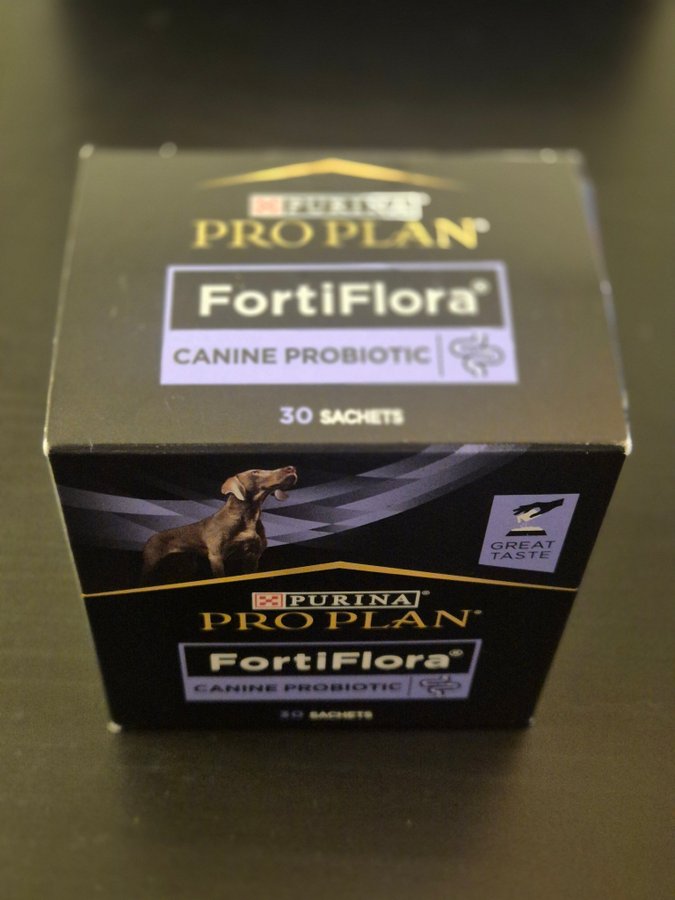 PURINA®
PRO PLAN®
FortiFlora®
CANINE PROBIOTIC
30 SACHETS
GREAT
TASTE
PURINA®
PRO PLAN®
FortiFlora®
CANINE PROBIOTIC
30 SACHETS